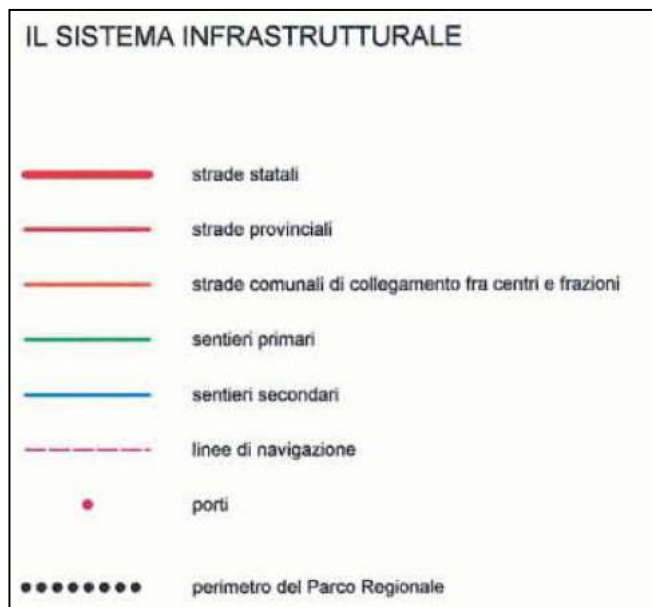 IL SISTEMA INFRASTRUTTURALE
strade statali
strade provinciali
strade comunali di collegamento fra centri e frazioni
sentieri primari
sentieri secondari
linee di navigazione
porti
perimetro del Parco Regionale